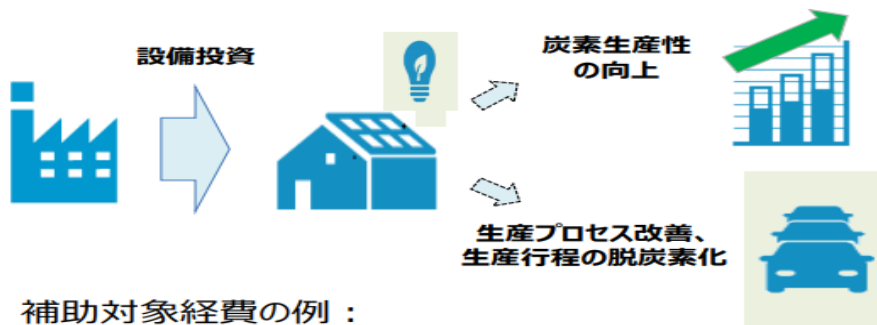 設備投資
炭素生産性
の向上
生産プロセス改善、
生産行程の脱炭素化
補助対象経費の例：